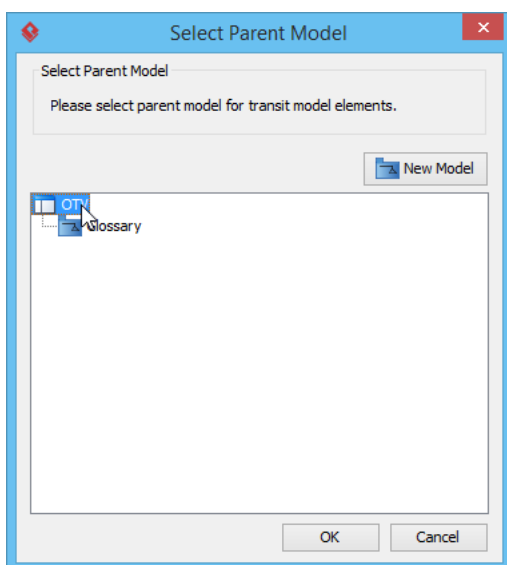 Select Parent Model
Select Parent Model
Please select parent model for transit model elements.
New Model
OTV
Glossary
OK
Cancel